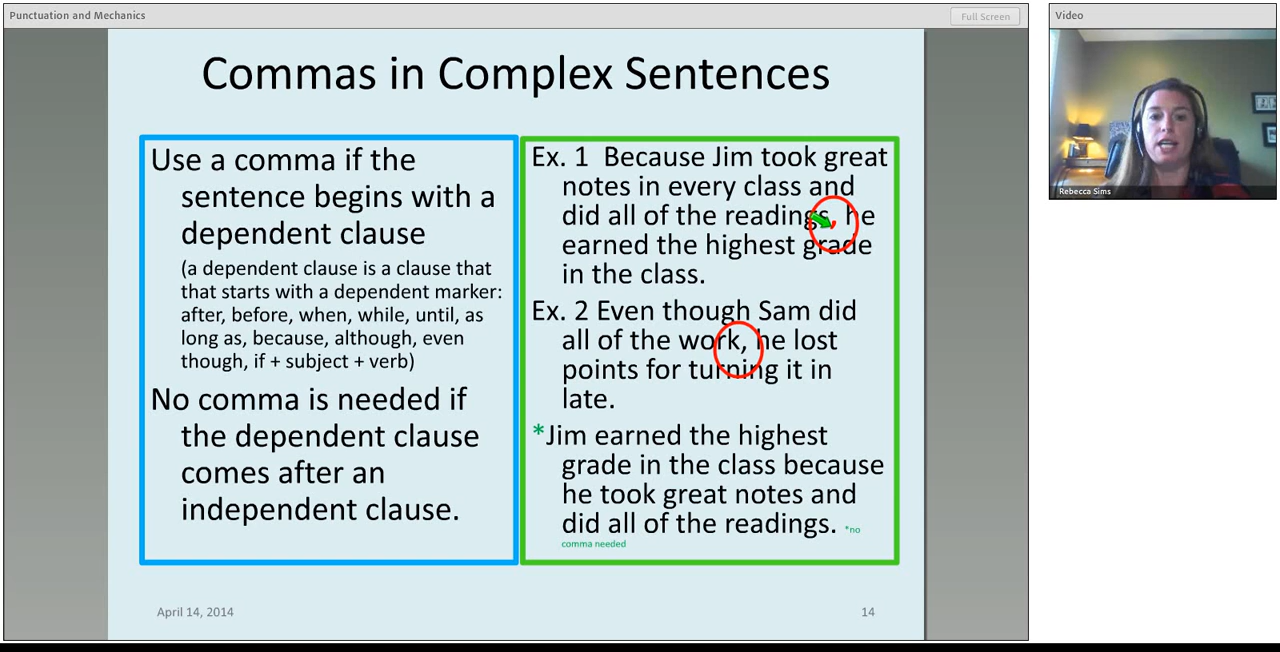 Punctuation and Mechanics
Full Screen
Video
Commas in Complex Sentences
Use a comma if the
sentence begins with a
dependent clause
(a dependent clause is a clause that
that starts with a dependent marker:
after, before, when, while, until, as
long as, because, although, even
though, if + subject + verb)
No comma is needed if
the dependent clause
comes after an
independent clause.
Ex. 1 Because Jim took great
notes in every class and
did all of the readings, he
earned the highest grade
in the class.
Ex. 2 Even though Sam did
all of the work, he lost
points for turning it in
late.
*Jim earned the highest
grade in the class because
he took great notes and
did all of the readings. *no
comma needed
April 14, 2014
14
Rebecca Sims